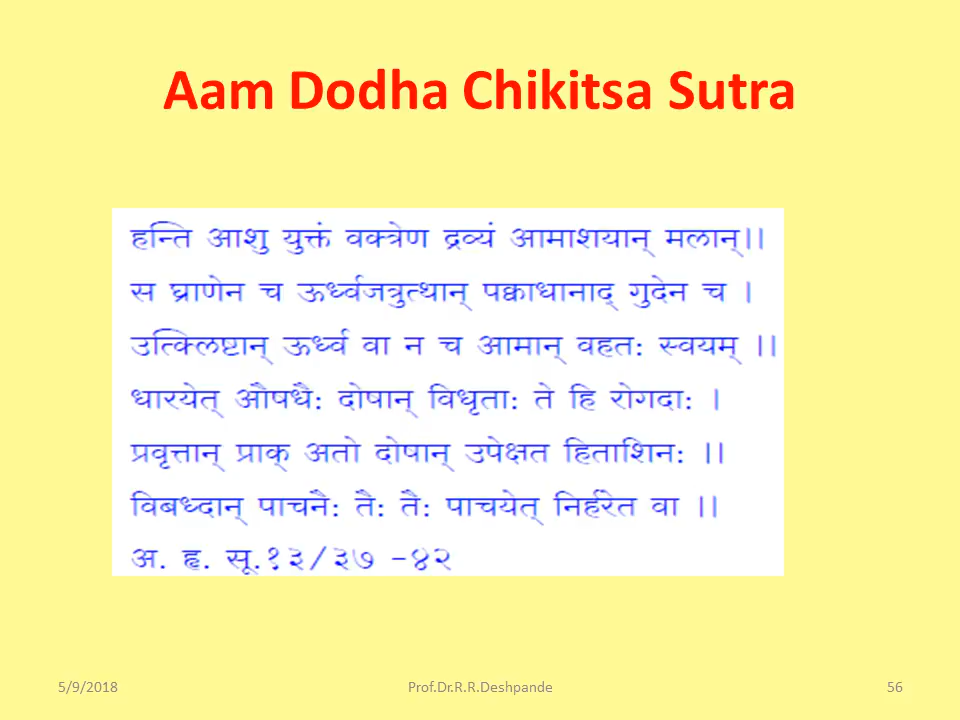 Aam Dodha Chikitsa Sutra
हन्ति आशु युक्तं वक्त्रेण द्रव्यं आमाशयान् मलान्।।
स घ्राणेन च ऊर्ध्वजत्रुत्थान् पक्वाधानाद् गुदेन च ।
उत्क्लिष्टान् ऊर्ध्व वा न च आमान् वहतः स्वयम् ।।
धारयेत् औषधैः दोषान् विधृताः ते हि रोगदाः ।
प्रवृत्तान् प्राक् अतो दोषान् उपेक्षत हिताशिनः ।।
विबध्दान् पाचनैः तैः तैः पाचयेत् निर्हरेत वा ।।
अ. हृ. सू.१३/३७ -४२
5/9/2018
Prof.Dr.R.R.Deshpande
56